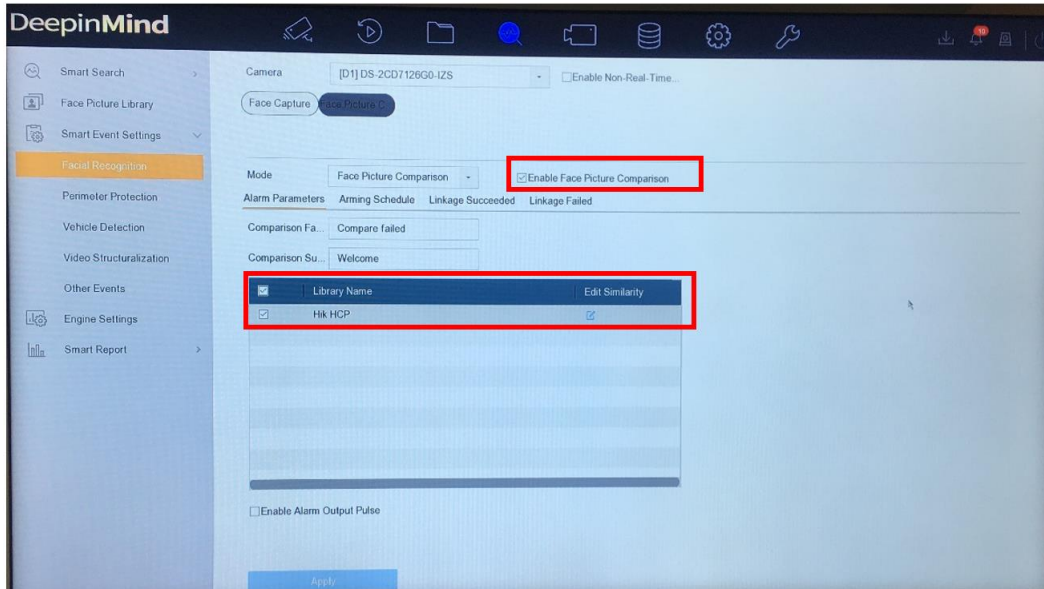 DeepinMind
10
Smart Search
Face Picture Library
Smart Event Settings
Facial Recognition
Perimeter Protection
Vehicle Detection
Video Structuralization
Other Events
Engine Settings
Smart Report
Camera [D1] DS-2CD7126G0-IZS Enable Non-Real-Time...
Face Capture Face Picture C
Mode Face Picture Comparison Enable Face Picture Comparison
Alarm Parameters Arming Schedule Linkage Succeeded Linkage Failed
Comparison Fa... Compare failed
Comparison Su... Welcome
Library Name Edit Similarity
Hik HCP
Enable Alarm Output Pulse
Apply